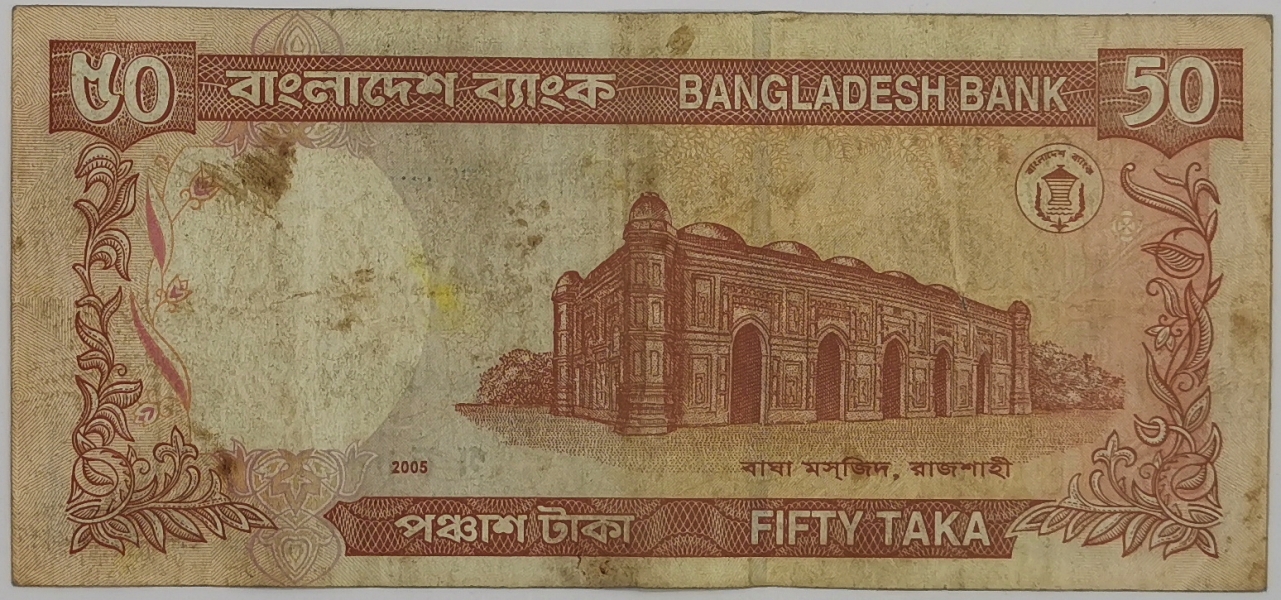 ৫০ বাংলাদেশ ব্যাংক BANGLADESH BANK 50
বাংলাদেশ ব্যাংক
2005 বাঘা মসজিদ, রাজশাহী
পঞ্চাশ টাকা FIFTY TAKA